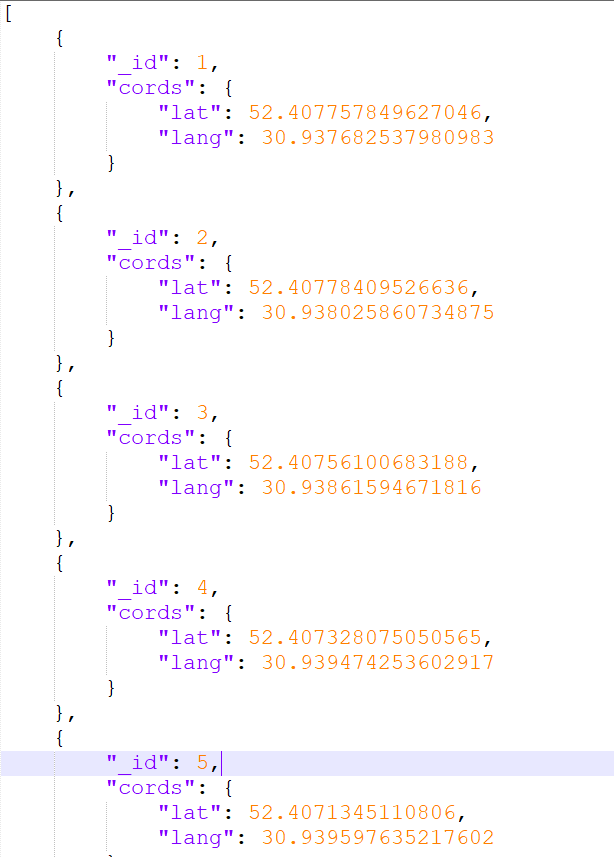 [
    {
        "_id": 1,
        "cords": {
            "lat": 52.407757849627046,
            "lang": 30.937682537980983
        }
    },
    {
        "_id": 2,
        "cords": {
            "lat": 52.40778409526636,
            "lang": 30.938025860734875
        }
    },
    {
        "_id": 3,
        "cords": {
            "lat": 52.40756100683188,
            "lang": 30.93861594671816
        }
    },
    {
        "_id": 4,
        "cords": {
            "lat": 52.407328075050565,
            "lang": 30.939474253602917
        }
    },
    {
        "_id": 5,
        "cords": {
            "lat": 52.4071345110806,
            "lang": 30.939597635217602
        }